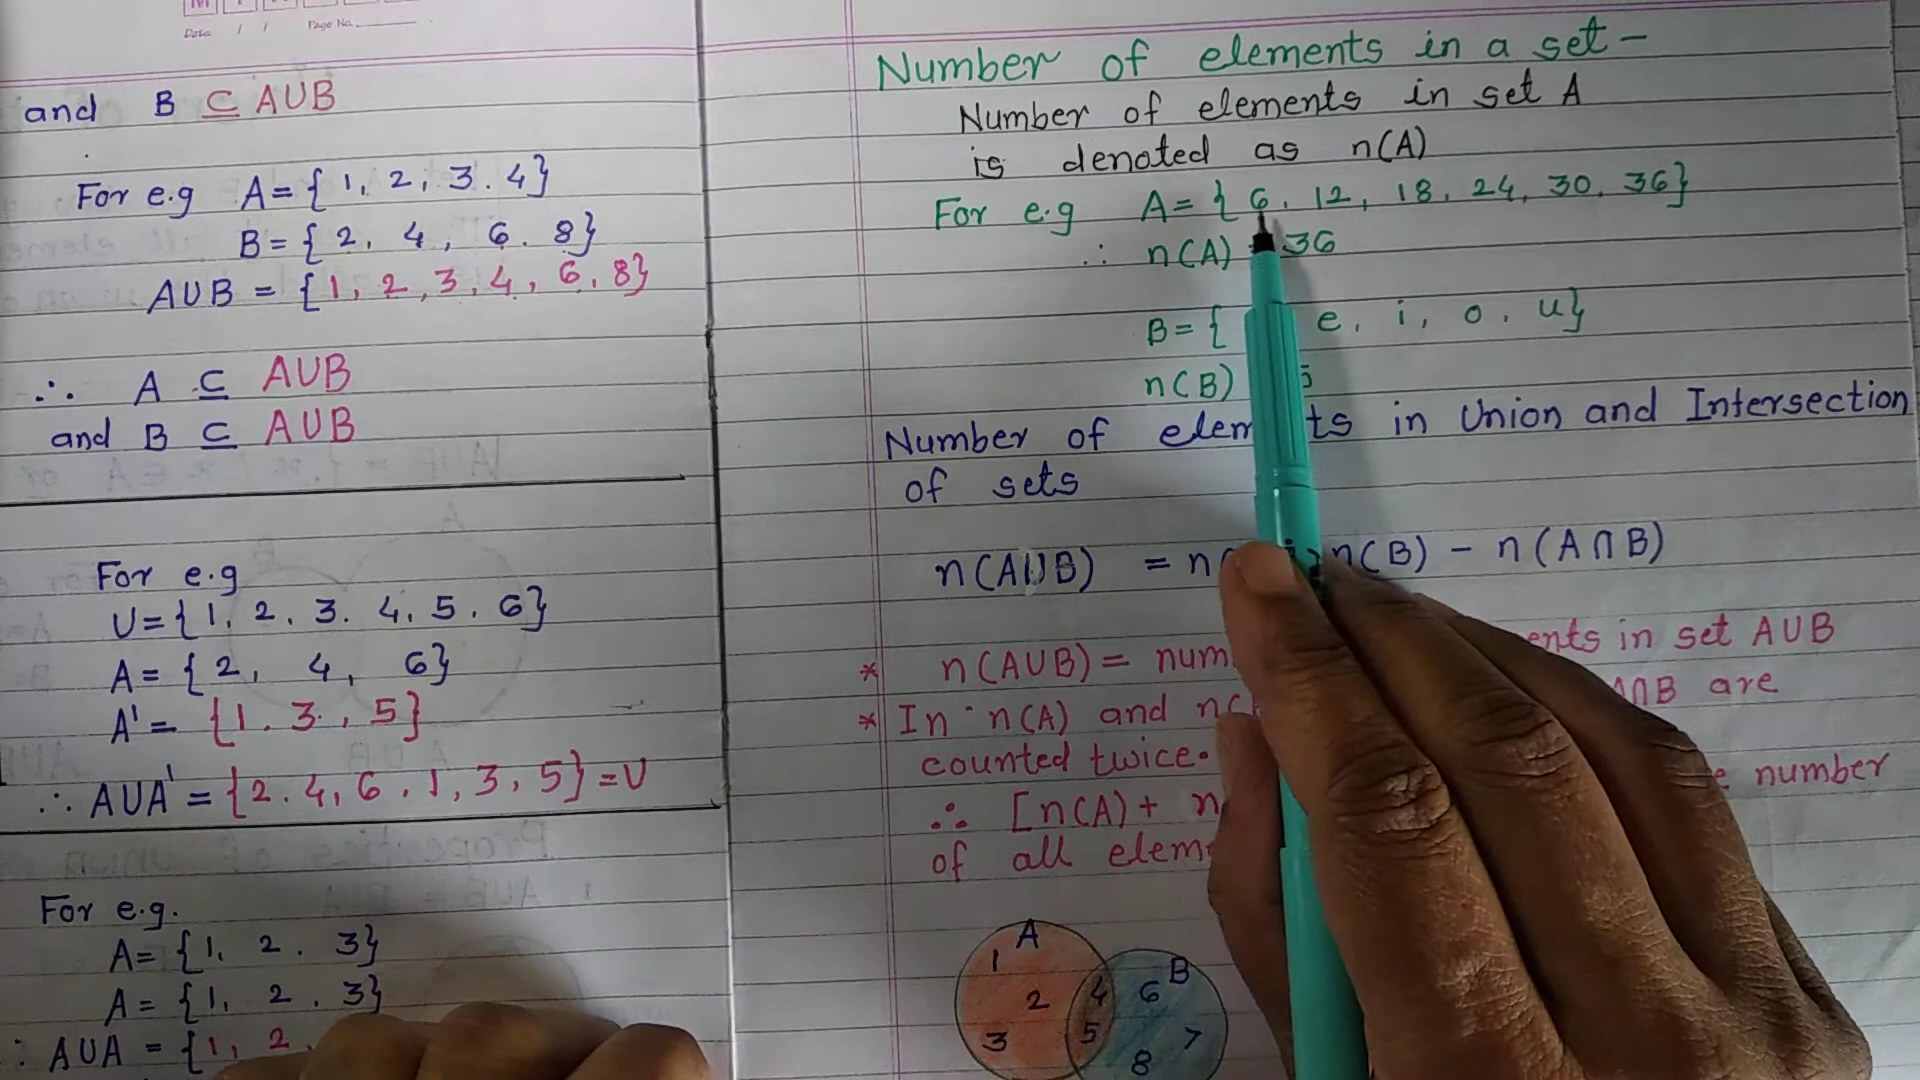 Date / /
Page No.
and B ⊆ AUB
For e.g A = {1, 2, 3. 4}
B = {2. 4, 6. 8}
AUB = {1, 2, 3, 4, 6, 8}
∴ A ⊆ AUB
and B ⊆ AUB
For e.g
U = {1, 2, 3. 4, 5. 6}
A = {2, 4, 6}
A' = {1. 3., 5}
∴ AUA' = {2. 4, 6, 1, 3, 5} = U
For e.g.
A = {1, 2. 3}
A = {1, 2. 3}
∴ AUA = {1, 2.
Number of elements in a set -
Number of elements in set A
is denoted as n(A)
For e.g A = {6. 12, 18, 24, 30. 36}
∴ n(A) 36
B = { e, i, o. u}
n(B)
Number of elem ts in Union and Intersection
of sets
n(AUB) = n( n(B) - n(A∩B)
* n(AUB) = num ents in set AUB
* In n(A) and n( A∩B are
counted twice. number
∴ [n(A) + n
of all elem
A
1 B
2 4 6
3 5 7
8